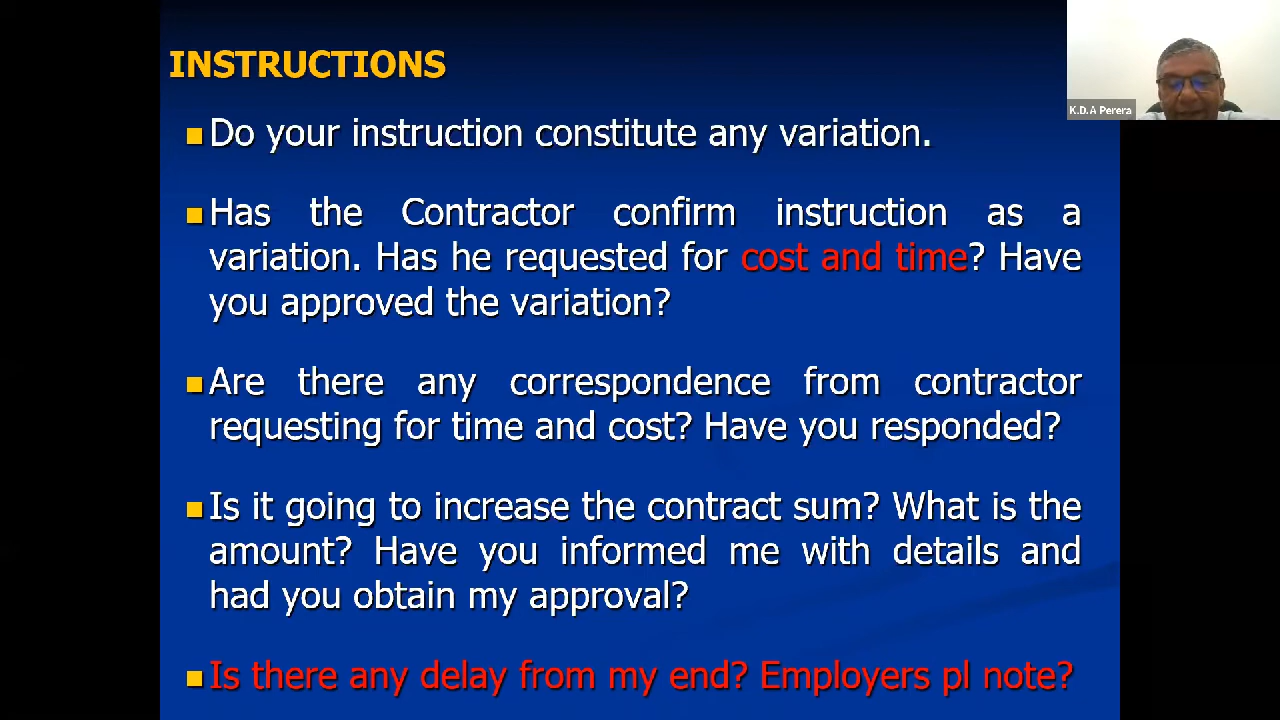 INSTRUCTIONS
K.D.A Perera
Do your instruction constitute any variation.
Has the Contractor confirm instruction as a
variation. Has he requested for cost and time? Have
you approved the variation?
Are there any correspondence from contractor
requesting for time and cost? Have you responded?
Is it going to increase the contract sum? What is the
amount? Have you informed me with details and
had you obtain my approval?
Is there any delay from my end? Employers pl note?